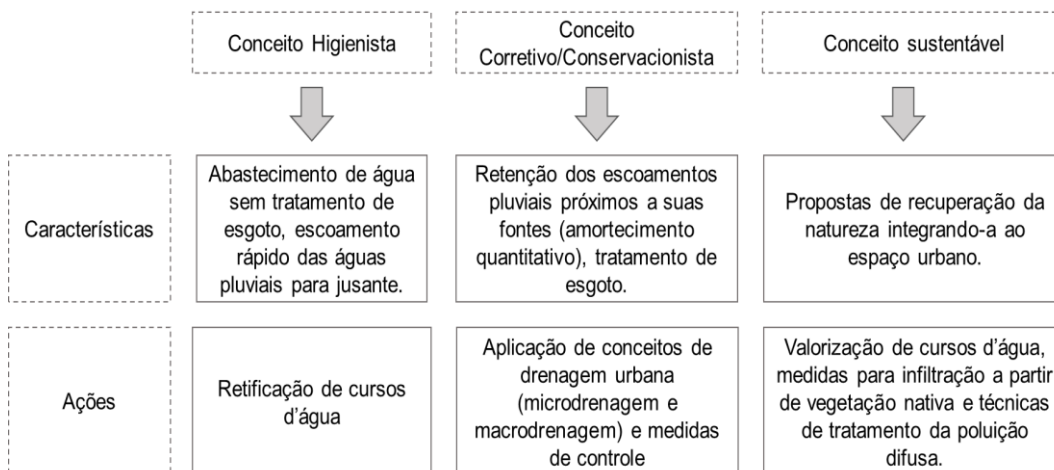 Conceito Higienista
Conceito
Corretivo/Conservacionista
Conceito sustentável
Características
Abastecimento de água
sem tratamento de
esgoto, escoamento
rápido das águas
pluviais para jusante.
Retenção dos escoamentos
pluviais próximos a suas
fontes (amortecimento
quantitativo), tratamento de
esgoto.
Propostas de recuperação da
natureza integrando-a ao
espaço urbano.
Ações
Retificação de cursos
d'água
Aplicação de conceitos de
drenagem urbana
(microdrenagem e
macrodrenagem) e medidas
de controle
Valorização de cursos d'água,
medidas para infiltração a partir
de vegetação nativa e técnicas
de tratamento da poluição
difusa.